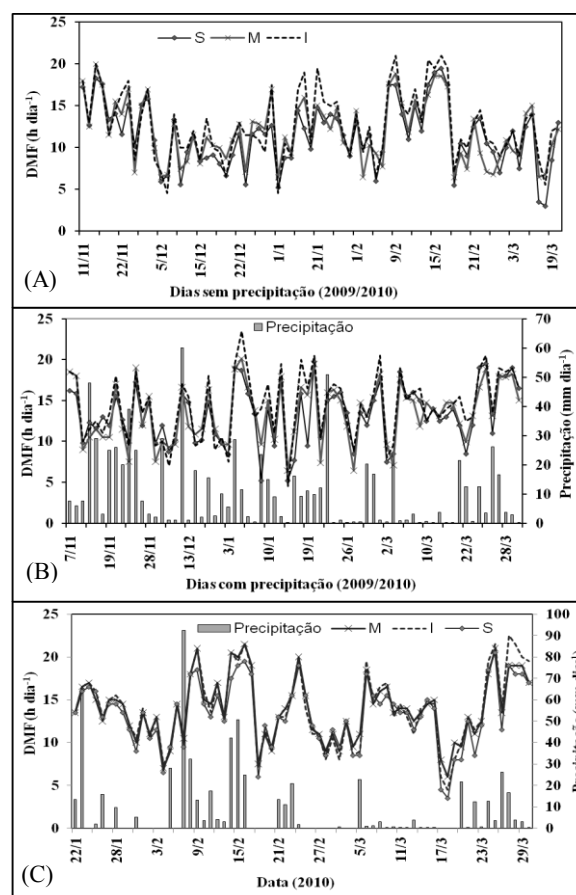 S M I
25
20
15
10
5
0
DMF (h dia⁻¹)
11/11 22/11 5/12 15/12 22/12 1/1 21/1 1/2 9/2 15/2 21/2 3/3 19/3
(A)
Dias sem precipitação (2009/2010)
Precipitação
25
20
15
10
5
0
DMF (h dia⁻¹)
70
60
50
40
30
20
10
0
Precipitação (mm dia⁻¹)
7/11 19/11 28/11 13/12 3/1 10/1 19/1 26/1 2/3 10/3 22/3 28/3
(B)
Dias com precipitação (2009/2010)
Precipitação M I S
25
20
15
10
5
0
DMF (h dia⁻¹)
100
90
80
70
60
50
40
30
20
10
0
22/1 28/1 3/2 9/2 15/2 21/2 27/2 5/3 11/3 17/3 23/3 29/3
(C)
Data (2010)